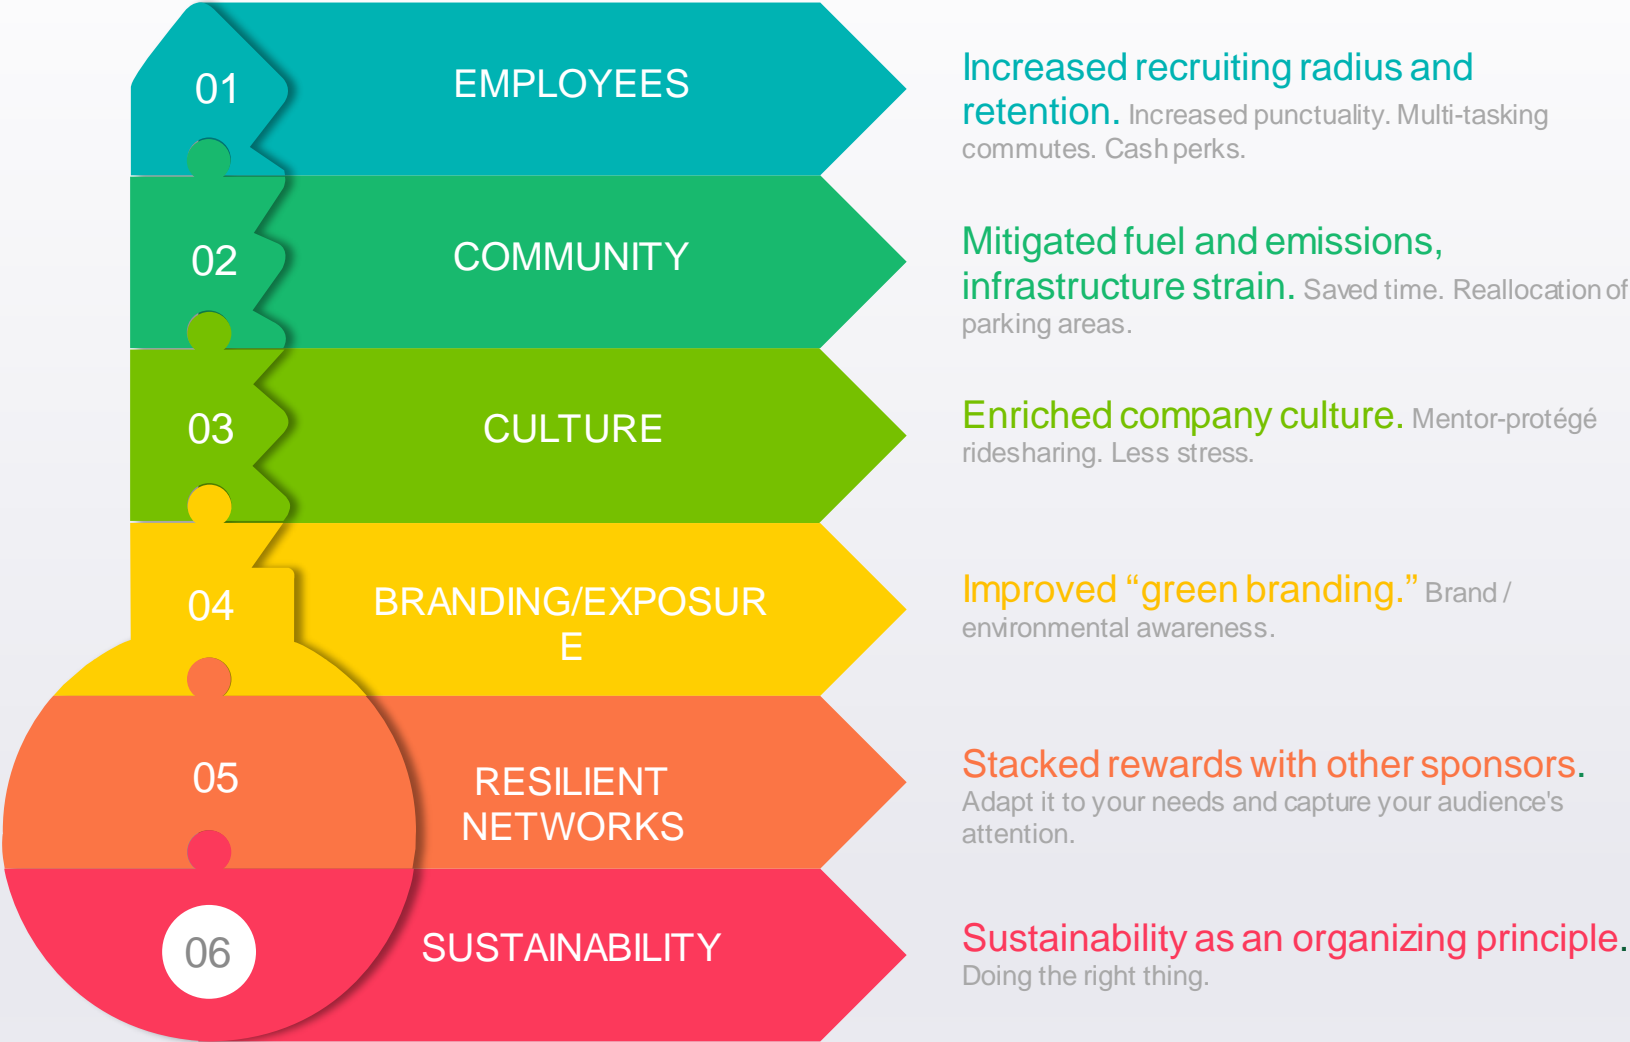 01
EMPLOYEES
Increased recruiting radius and
retention. Increased punctuality. Multi-tasking
commutes. Cash perks.
02
COMMUNITY
Mitigated fuel and emissions,
infrastructure strain. Saved time. Reallocation of
parking areas.
03
CULTURE
Enriched company culture. Mentor-protégé
ridesharing. Less stress.
04
BRANDING/EXPOSUR
E
Improved “green branding.” Brand /
environmental awareness.
05
RESILIENT
NETWORKS
Stacked rewards with other sponsors.
Adapt it to your needs and capture your audience's
attention.
06
SUSTAINABILITY
Sustainability as an organizing principle.
Doing the right thing.